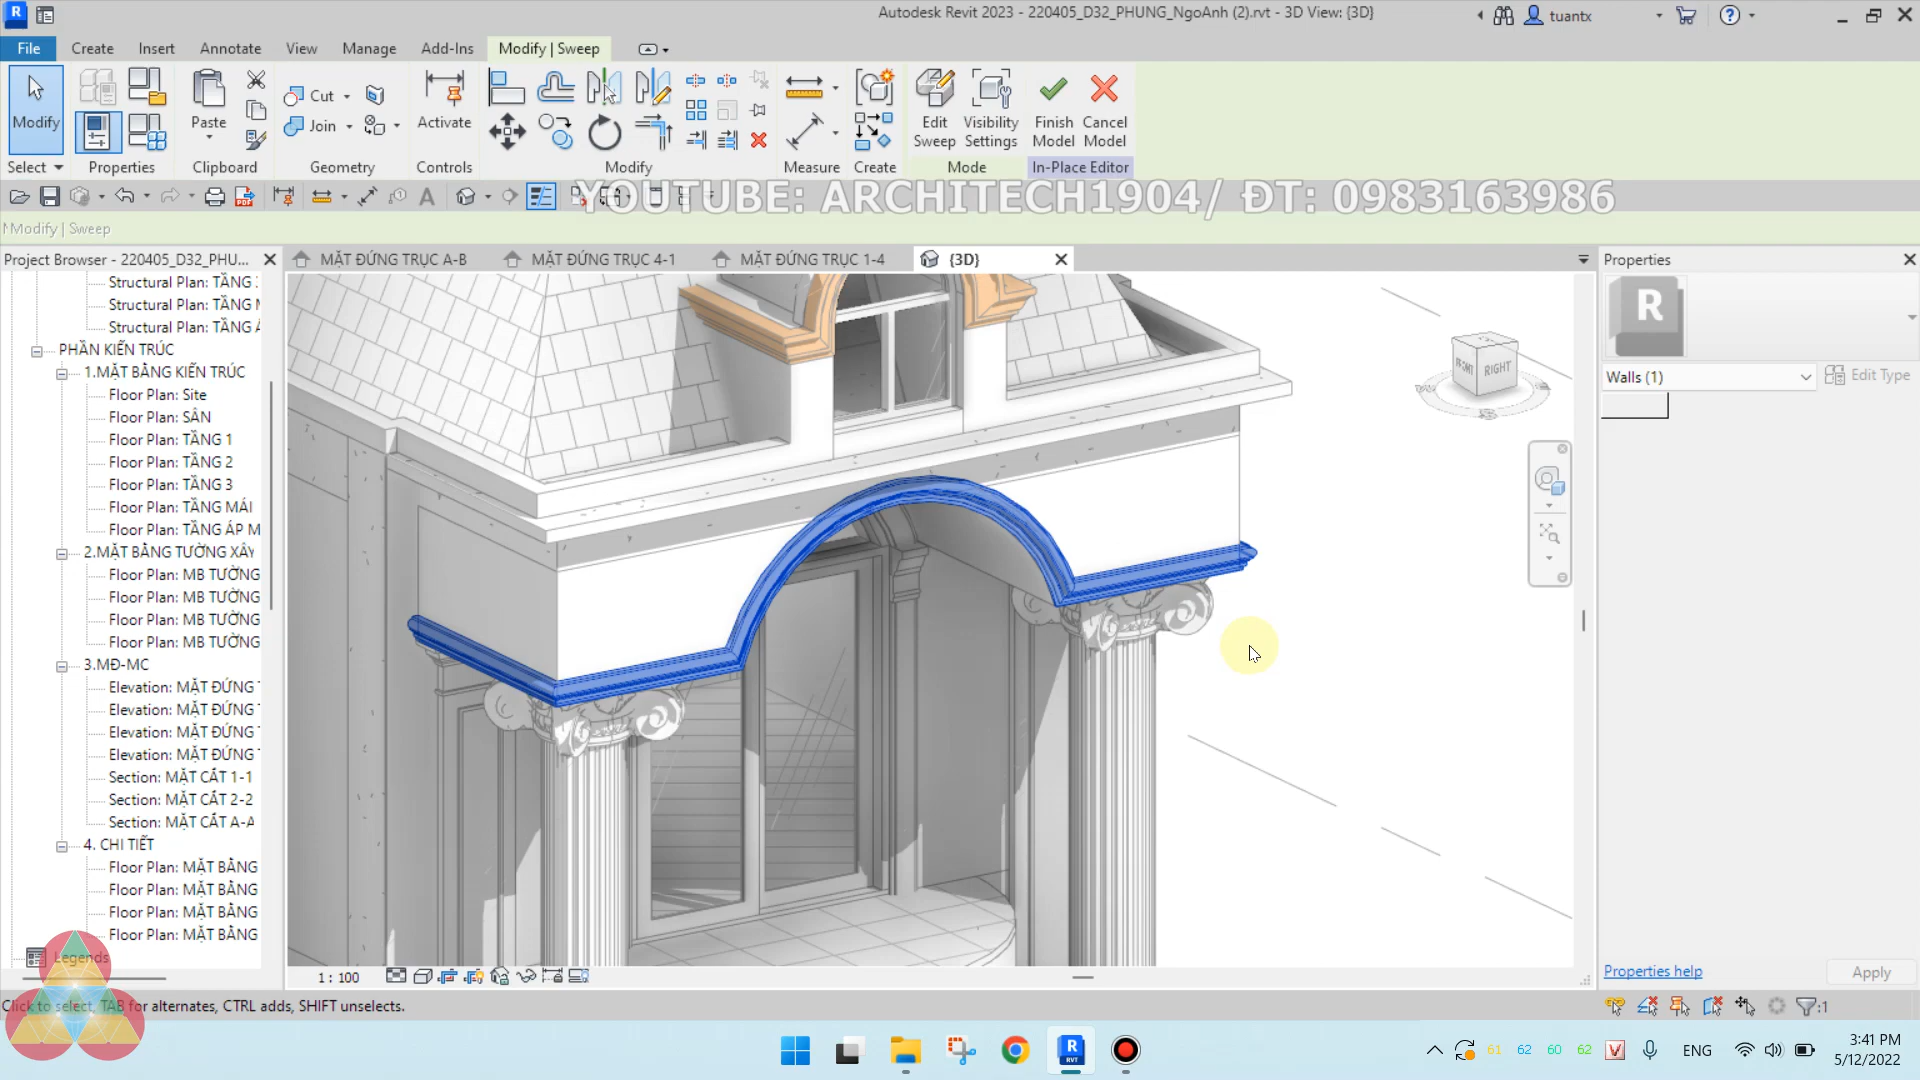 Autodesk Revit 2023 - 220405_D32_PHUNG_NgoAnh (2).rvt - 3D View: {3D}
tuantx
File Create Insert Annotate View Manage Add-Ins Modify | Sweep
Modify
Paste
Cut
Join
Activate
Edit Sweep
Visibility Settings
Finish Model
Cancel Model
Select Properties Clipboard Geometry Controls Modify Measure Create Mode In-Place Editor
YOUTUBE: ARCHITECH1904/ ĐT: 0983163986
Modify | Sweep
Project Browser - 220405_D32_PHU...
MẶT ĐỨNG TRỤC A-B
MẶT ĐỨNG TRỤC 4-1
MẶT ĐỨNG TRỤC 1-4
{3D}
Properties
Structural Plan: TẦNG
Structural Plan: TẦNG
Structural Plan: TẦNG
PHẦN KIẾN TRÚC
1.MẶT BẰNG KIẾN TRÚC
Floor Plan: Site
Floor Plan: SÂN
Floor Plan: TẦNG 1
Floor Plan: TẦNG 2
Floor Plan: TẦNG 3
Floor Plan: TẦNG MÁI
Floor Plan: TẦNG ÁP M
2.MẶT BẰNG TƯỜNG XÂY
Floor Plan: MB TƯỜNG
Floor Plan: MB TƯỜNG
Floor Plan: MB TƯỜNG
Floor Plan: MB TƯỜNG
3.MĐ-MC
Elevation: MẶT ĐỨNG
Elevation: MẶT ĐỨNG
Elevation: MẶT ĐỨNG
Elevation: MẶT ĐỨNG
Section: MẶT CẮT 1-1
Section: MẶT CẮT 2-2
Section: MẶT CẮT A-A
4. CHI TIẾT
Floor Plan: MẶT BẰNG
Floor Plan: MẶT BẰNG
Floor Plan: MẶT BẰNG
Floor Plan: MẶT BẰNG
Legends
FRONT RIGHT
R
Walls (1)
Edit Type
1 : 100
Properties help
Apply
Click to select, TAB for alternates, CTRL adds, SHIFT unselects.
:1
61 62 60 62
ENG
3:41 PM
5/12/2022